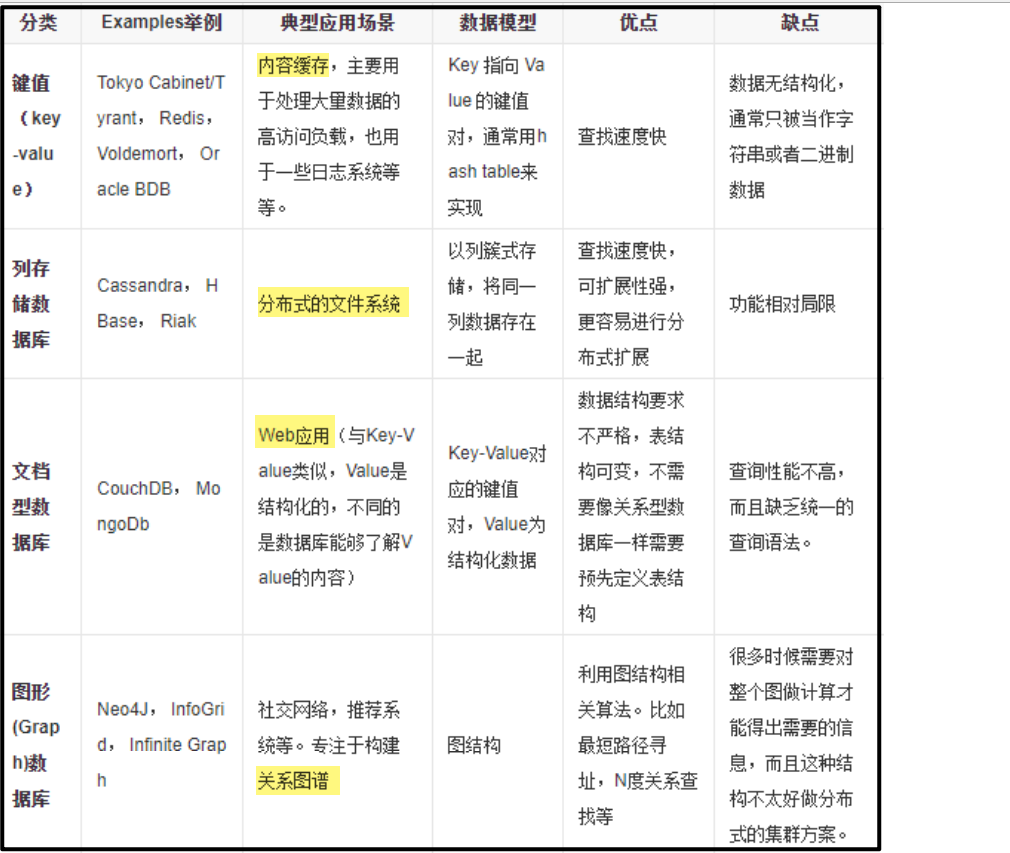 分类 Examples举例 典型应用场景 数据模型 优点 缺点
键值
（key
-valu
e）
Tokyo Cabinet/T
yrant， Redis，
Voldemort， Or
acle BDB
内容缓存，主要用
于处理大量数据的
高访问负载，也用
于一些日志系统等
等。
Key 指向 Va
lue 的键值
对，通常用h
ash table来
实现
查找速度快
数据无结构化，
通常只被当作字
符串或者二进制
数据
列存
储数
据库
Cassandra， H
Base， Riak
分布式的文件系统
以列簇式存
储，将同一
列数据存在
一起
查找速度快，
可扩展性强，
更容易进行分
布式扩展
功能相对局限
文档
型数
据库
CouchDB， Mo
ngoDb
Web应用（与Key-V
alue类似，Value是
结构化的，不同的
是数据库能够了解V
alue的内容）
Key-Value对
应的键值
对，Value为
结构化数据
数据结构要求
不严格，表结
构可变，不需
要像关系型数
据库一样需要
预先定义表结
构
查询性能不高，
而且缺乏统一的
查询语法。
图形
(Grap
h)数
据库
Neo4J， InfoGri
d， Infinite Grap
h
社交网络，推荐系
统等。专注于构建
关系图谱
图结构
利用图结构相
关算法。比如
最短路径寻
址，N度关系查
找等
很多时候需要对
整个图做计算才
能得出需要的信
息，而且这种结
构不太好做分布
式的集群方案。